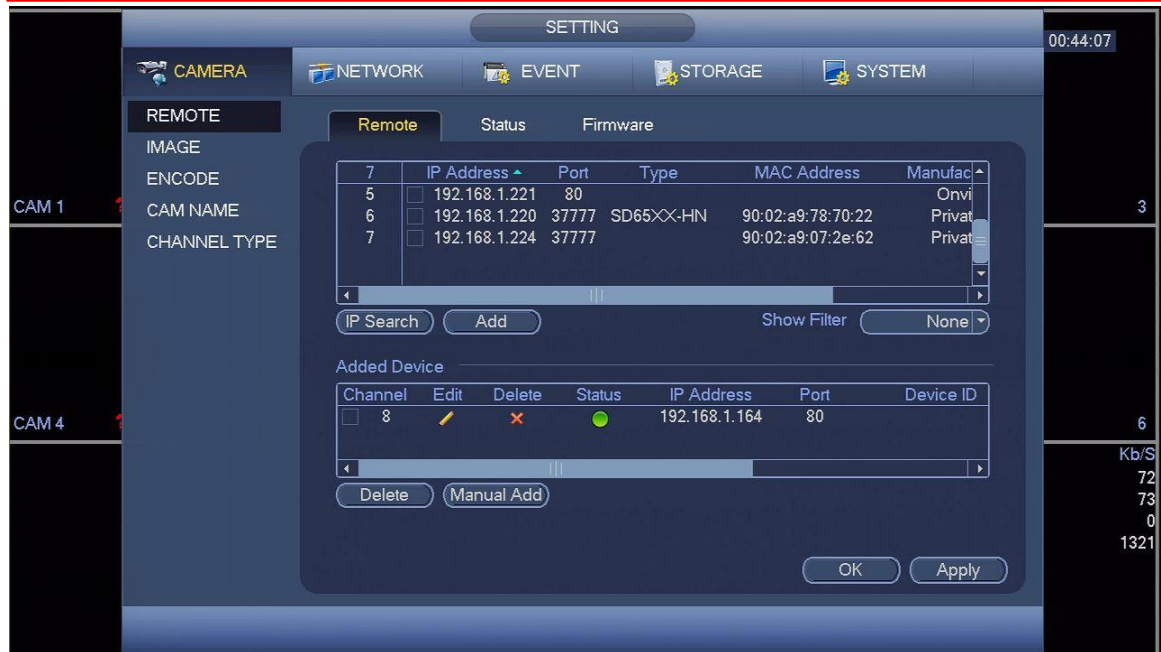 SETTING
00:44:07
CAMERA NETWORK EVENT STORAGE SYSTEM
REMOTE
IMAGE
ENCODE
CAM NAME
CHANNEL TYPE
Remote Status Firmware
7 IP Address Port Type MAC Address Manufac
5 192.168.1.221 80 Onvi
6 192.168.1.220 37777 SD65XX-HN 90:02:a9:78:70:22 Privat
7 192.168.1.224 37777 90:02:a9:07:2e:62 Privat
IP Search Add Show Filter None
Added Device
Channel Edit Delete Status IP Address Port Device ID
8 192.168.1.164 80
Delete Manual Add
OK Apply
CAM 1 ?
3
CAM 4 ?
6
Kb/S
72
73
0
1321